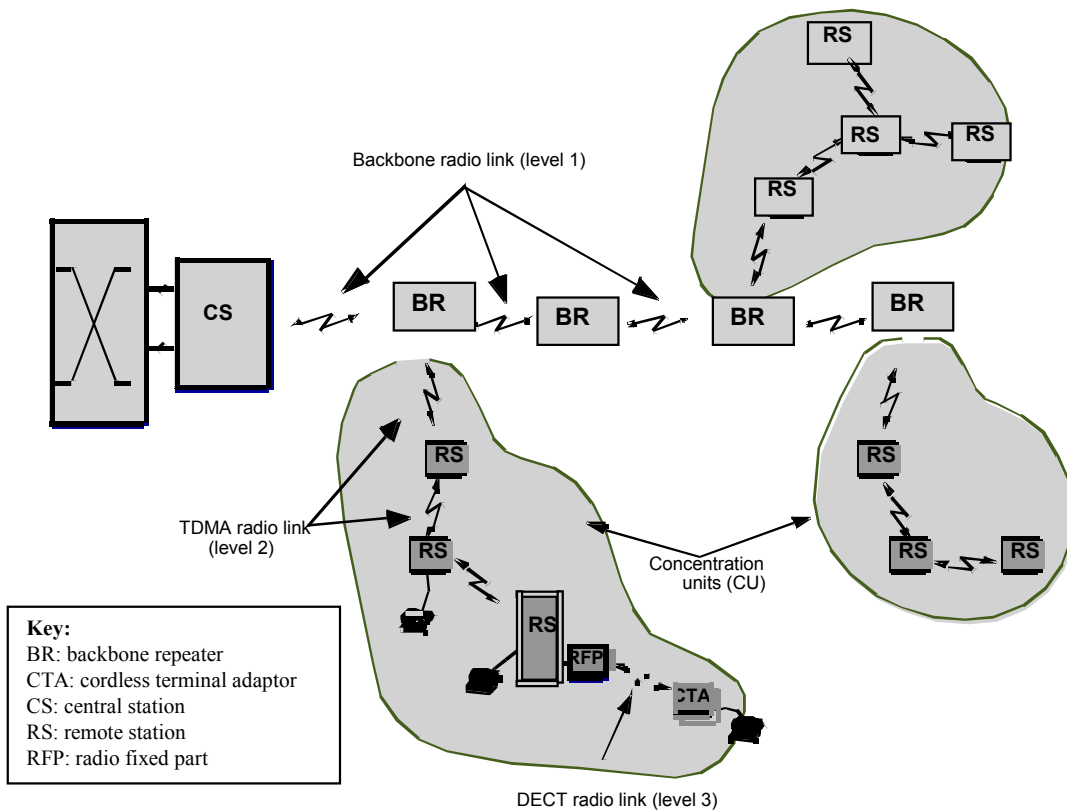 RS
RS
RS
Backbone radio link (level 1)
RS
CS
BR
BR
BR
BR
RS
RS
TDMA radio link
(level 2)
RS
RS
RS
Concentration
units (CU)
RS
RFP
CTA
Key:
BR: backbone repeater
CTA: cordless terminal adaptor
CS: central station
RS: remote station
RFP: radio fixed part
DECT radio link (level 3)